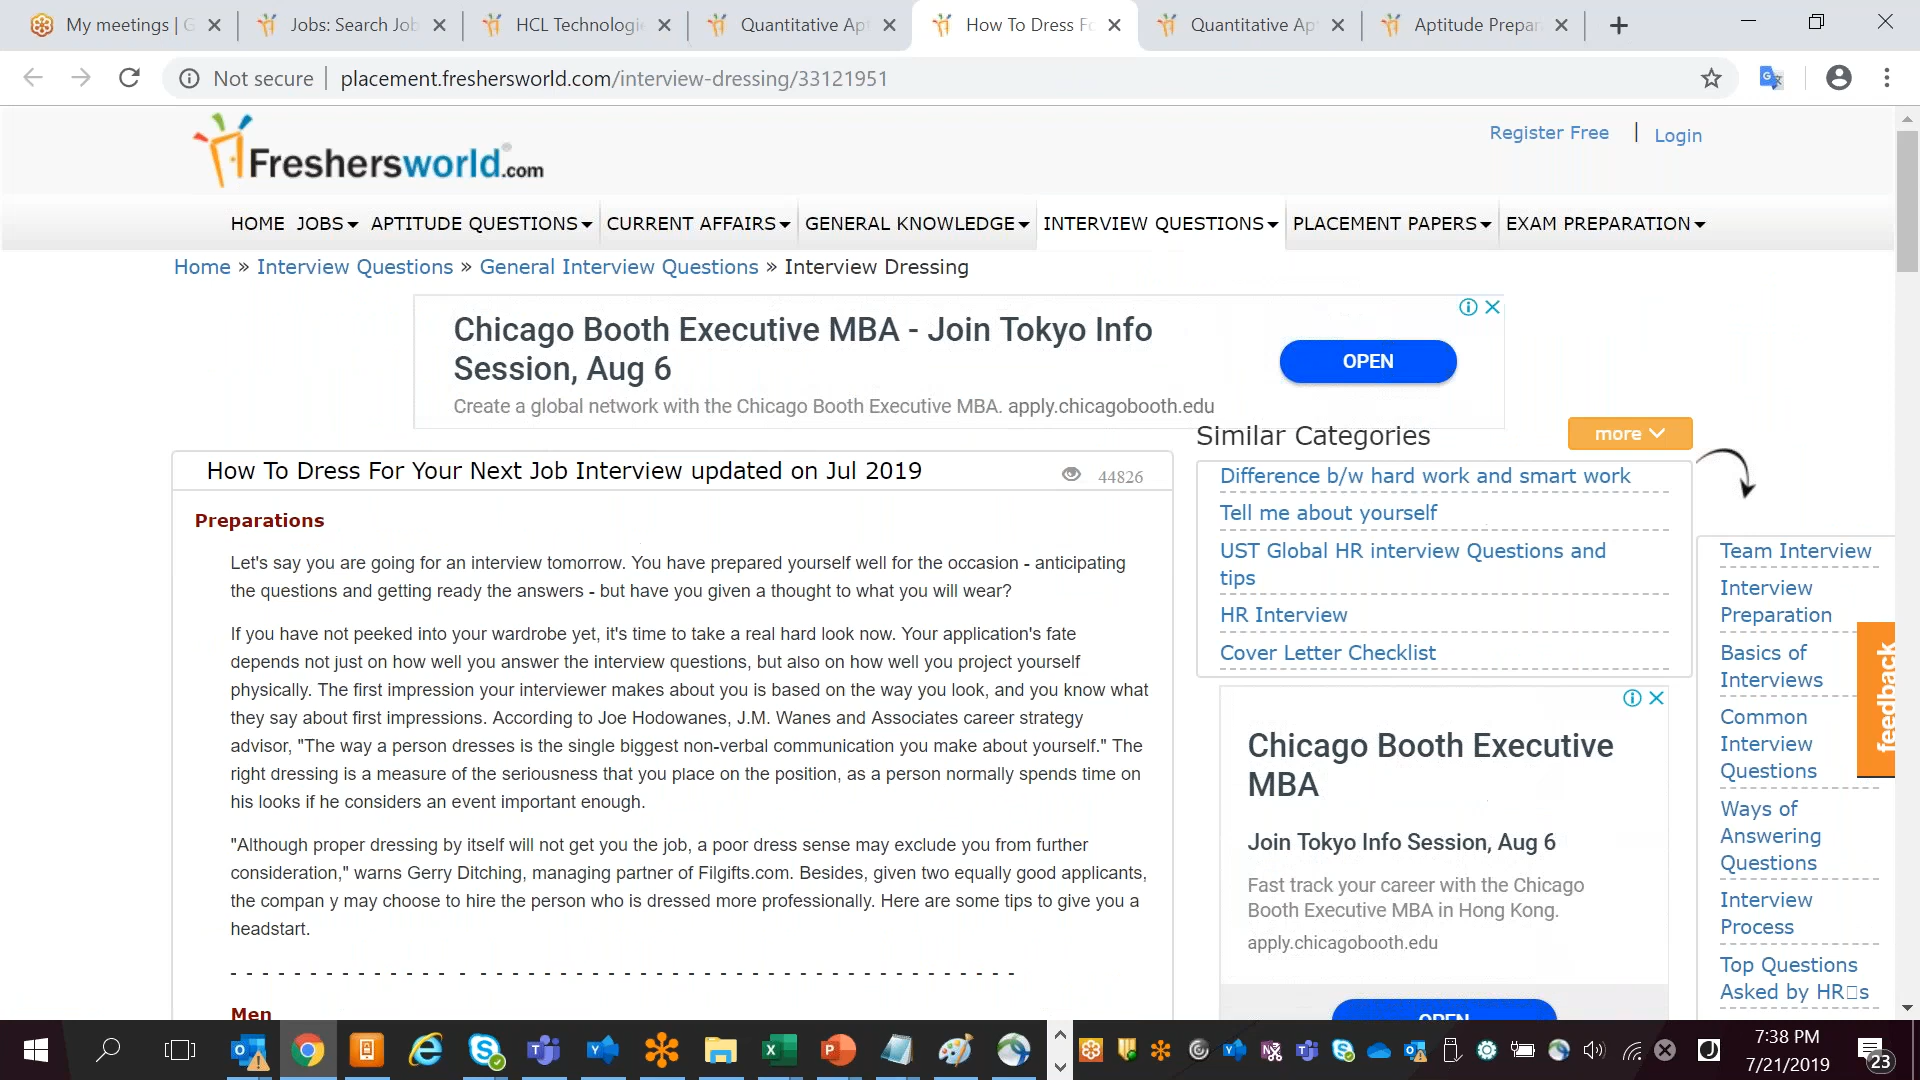 My meetings | G
Jobs: Search Job
HCL Technologie
Quantitative Apt
How To Dress Fo
Quantitative Apt
Aptitude Prepar
Not secure
placement.freshersworld.com/interview-dressing/33121951
Freshersworld.com
Register Free | Login
HOME JOBS APTITUDE QUESTIONS CURRENT AFFAIRS GENERAL KNOWLEDGE INTERVIEW QUESTIONS PLACEMENT PAPERS EXAM PREPARATION
Home » Interview Questions » General Interview Questions » Interview Dressing
Chicago Booth Executive MBA - Join Tokyo Info
Session, Aug 6
Create a global network with the Chicago Booth Executive MBA. apply.chicagobooth.edu
OPEN
How To Dress For Your Next Job Interview updated on Jul 2019
44826
Preparations
Let's say you are going for an interview tomorrow. You have prepared yourself well for the occasion - anticipating
the questions and getting ready the answers - but have you given a thought to what you will wear?
If you have not peeked into your wardrobe yet, it's time to take a real hard look now. Your application's fate
depends not just on how well you answer the interview questions, but also on how well you project yourself
physically. The first impression your interviewer makes about you is based on the way you look, and you know what
they say about first impressions. According to Joe Hodowanes, J.M. Wanes and Associates career strategy
advisor, "The way a person dresses is the single biggest non-verbal communication you make about yourself." The
right dressing is a measure of the seriousness that you place on the position, as a person normally spends time on
his looks if he considers an event important enough.
"Although proper dressing by itself will not get you the job, a poor dress sense may exclude you from further
consideration," warns Gerry Ditching, managing partner of Filgifts.com. Besides, given two equally good applicants,
the compan y may choose to hire the person who is dressed more professionally. Here are some tips to give you a
headstart.
Men
Similar Categories
more
Difference b/w hard work and smart work
Tell me about yourself
UST Global HR interview Questions and
tips
HR Interview
Cover Letter Checklist
Chicago Booth Executive
MBA
Join Tokyo Info Session, Aug 6
Fast track your career with the Chicago
Booth Executive MBA in Hong Kong.
apply.chicagobooth.edu
OPEN
Team Interview
Interview
Preparation
Basics of
Interviews
Common
Interview
Questions
Ways of
Answering
Questions
Interview
Process
Top Questions
Asked by HR□s
feedback
7:38 PM
7/21/2019
23